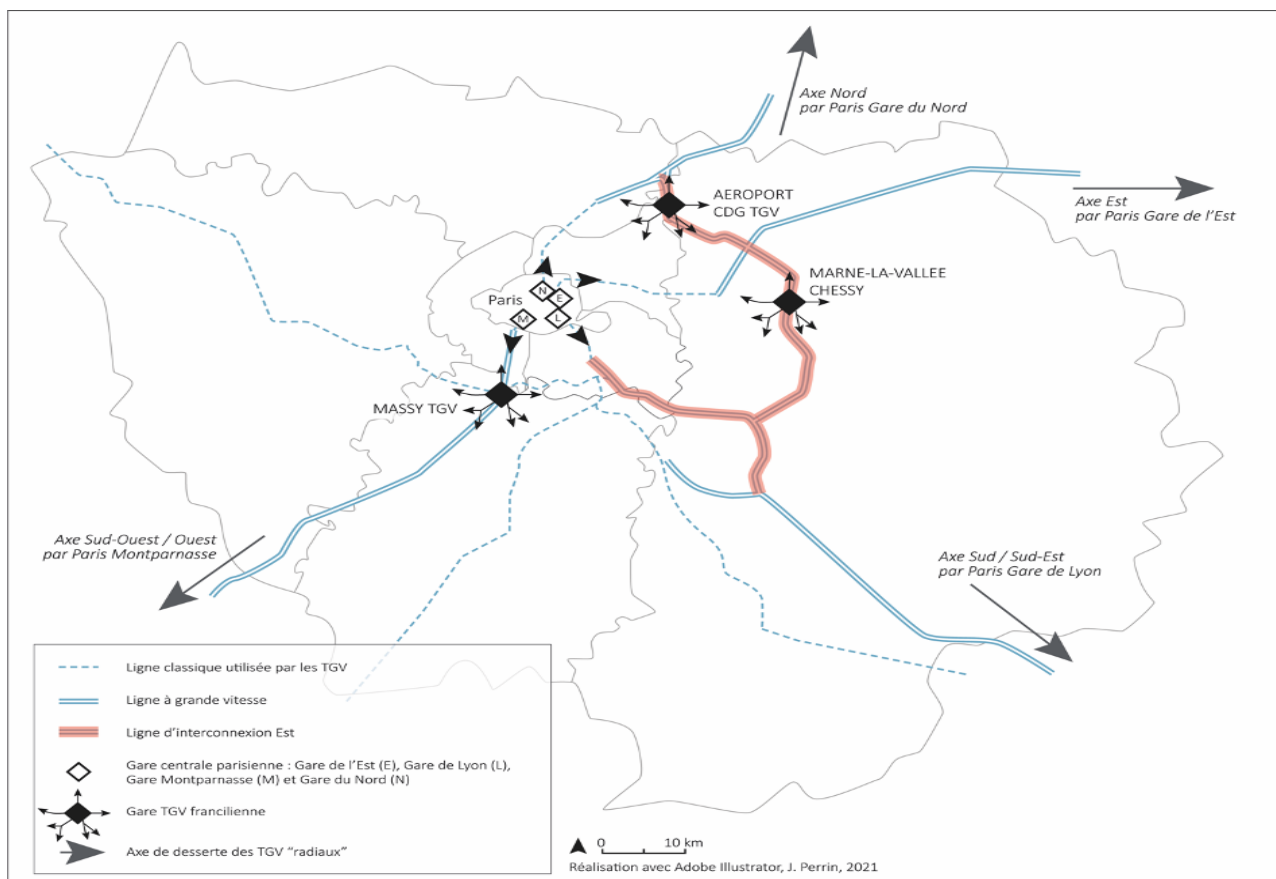 Axe Nord
par Paris Gare du Nord
AEROPORT
CDG TGV
Axe Est
par Paris Gare de l'Est
MARNE-LA-VALLEE
CHESSY
Paris
N
E
M
L
MASSY TGV
Axe Sud-Ouest / Ouest
par Paris Montparnasse
Axe Sud / Sud-Est
par Paris Gare de Lyon
Ligne classique utilisée par les TGV
Ligne à grande vitesse
Ligne d'interconnexion Est
Gare centrale parisienne : Gare de l'Est (E), Gare de Lyon (L),
Gare Montparnasse (M) et Gare du Nord (N)
Gare TGV francilienne
Axe de desserte des TGV "radiaux"
0 10 km
Réalisation avec Adobe Illustrator, J. Perrin, 2021